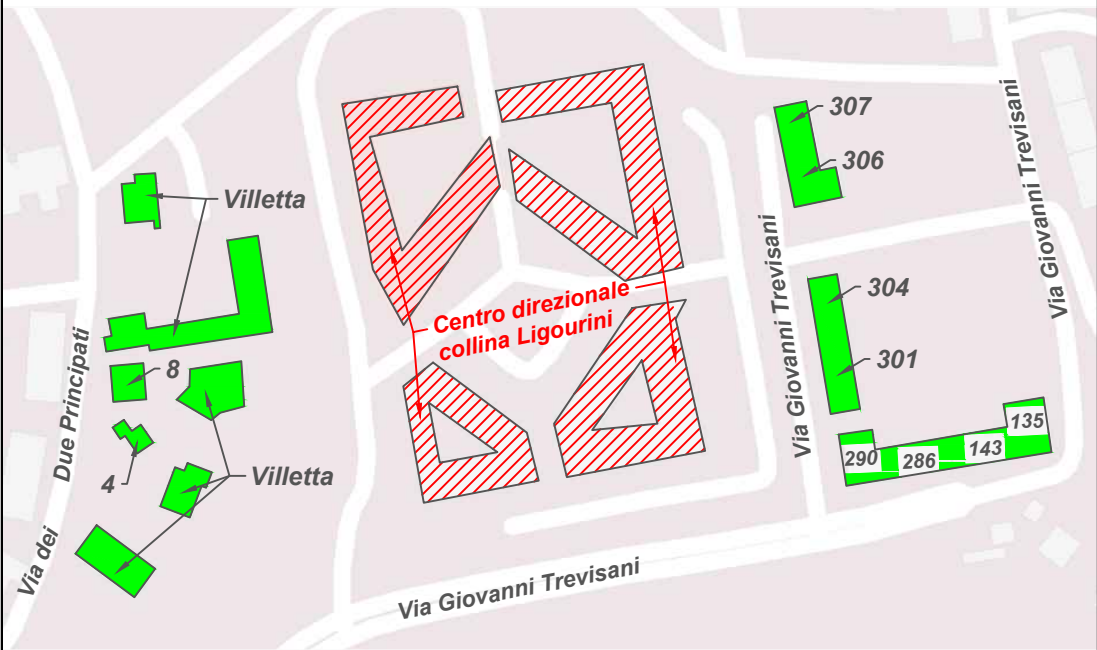 307
306
Villetta
Via Giovanni Trevisani
Via Giovanni Trevisani
304
Centro direzionale
collina Ligourini
301
8
Via dei Due Principati
4
Villetta
135
143
286
290
Via Giovanni Trevisani